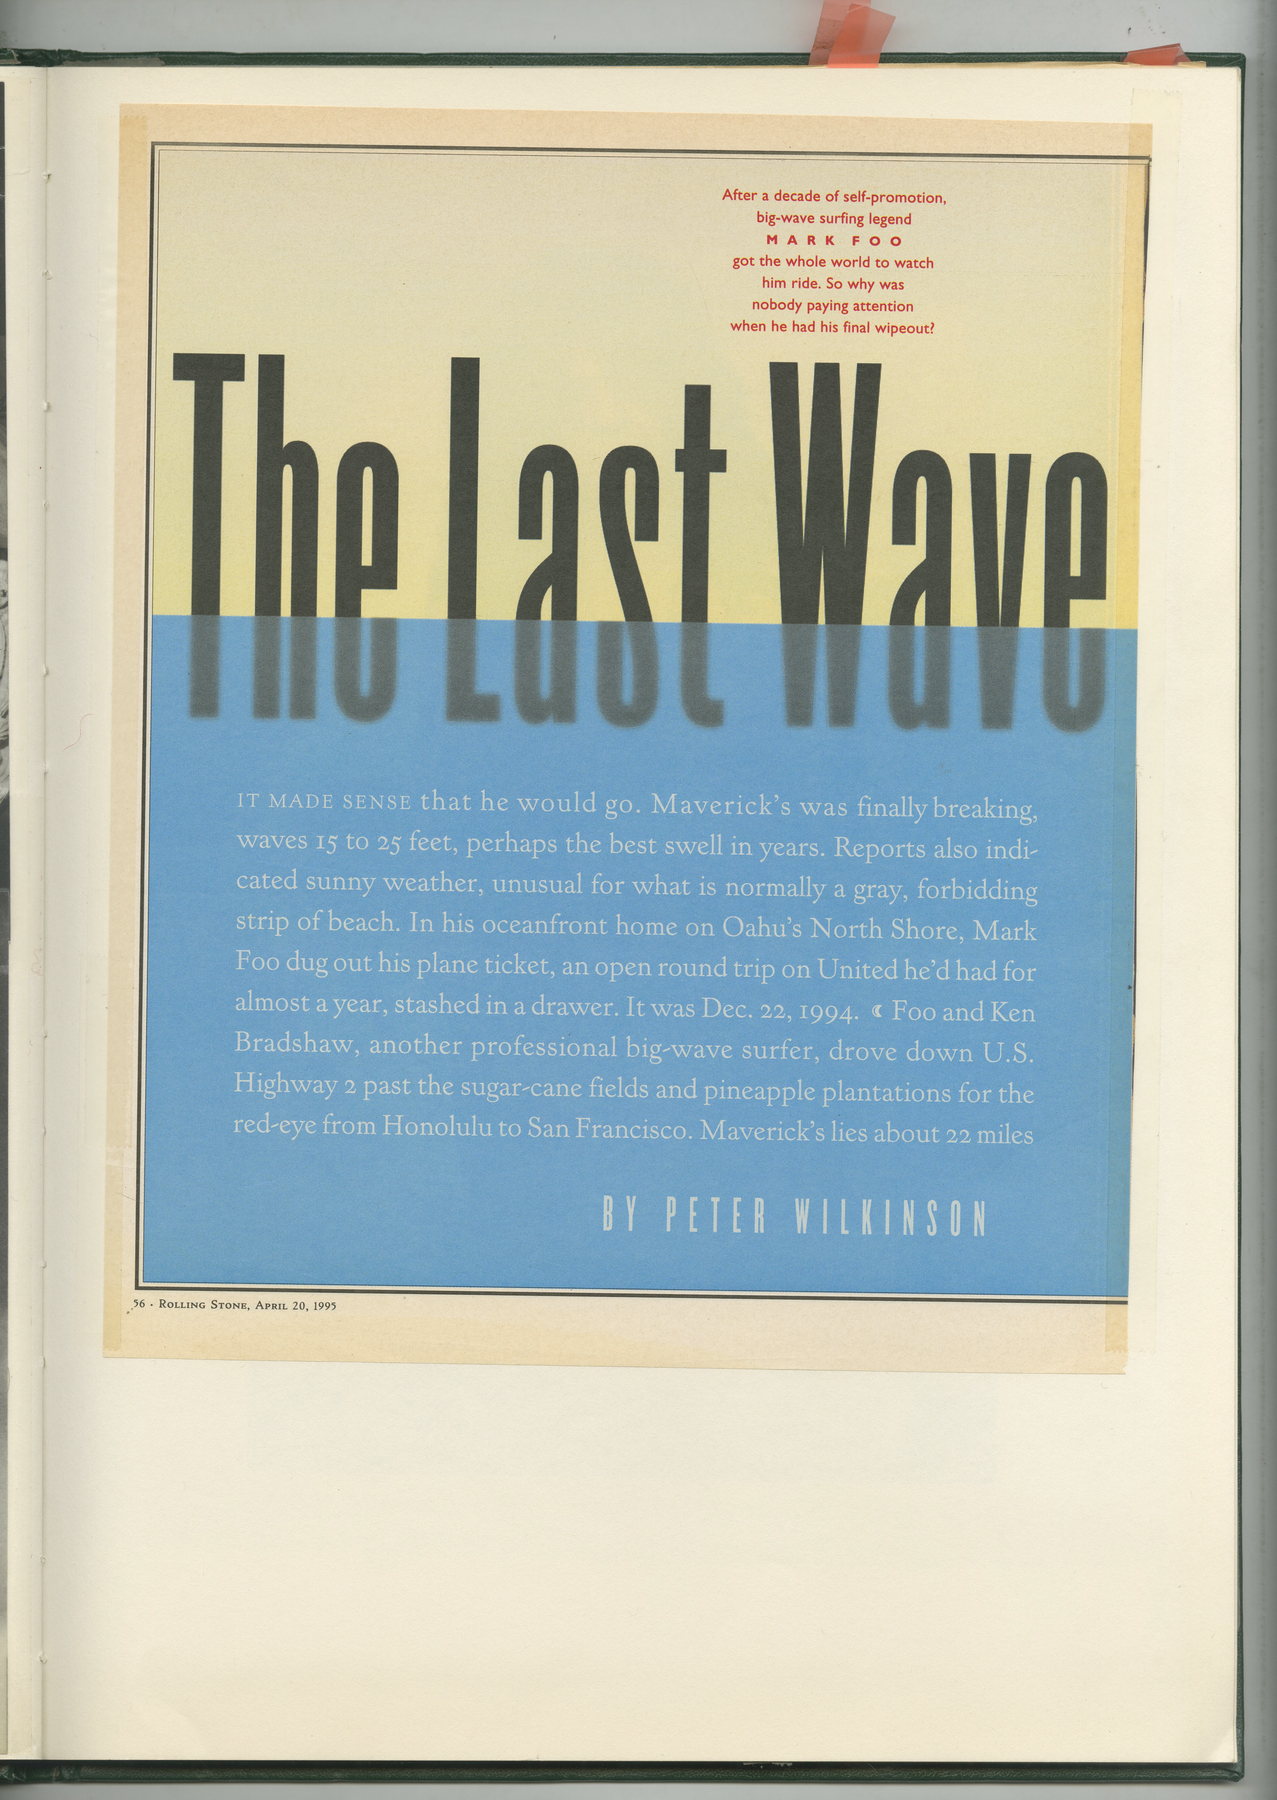 After a decade of self-promotion,
big-wave surfing legend
MARK FOO
got the whole world to watch
him ride. So why was
nobody paying attention
when he had his final wipeout?
The Last Wave
IT MADE SENSE that he would go. Maverick's was finally breaking,
waves 15 to 25 feet, perhaps the best swell in years. Reports also indi-
cated sunny weather, unusual for what is normally a gray, forbidding
strip of beach. In his oceanfront home on Oahu's North Shore, Mark
Foo dug out his plane ticket, an open round trip on United he'd had for
almost a year, stashed in a drawer. It was Dec. 22, 1994. ☾ Foo and Ken
Bradshaw, another professional big-wave surfer, drove down U.S.
Highway 2 past the sugar-cane fields and pineapple plantations for the
red-eye from Honolulu to San Francisco. Maverick's lies about 22 miles
BY PETER WILKINSON
56 · ROLLING STONE, APRIL 20, 1995